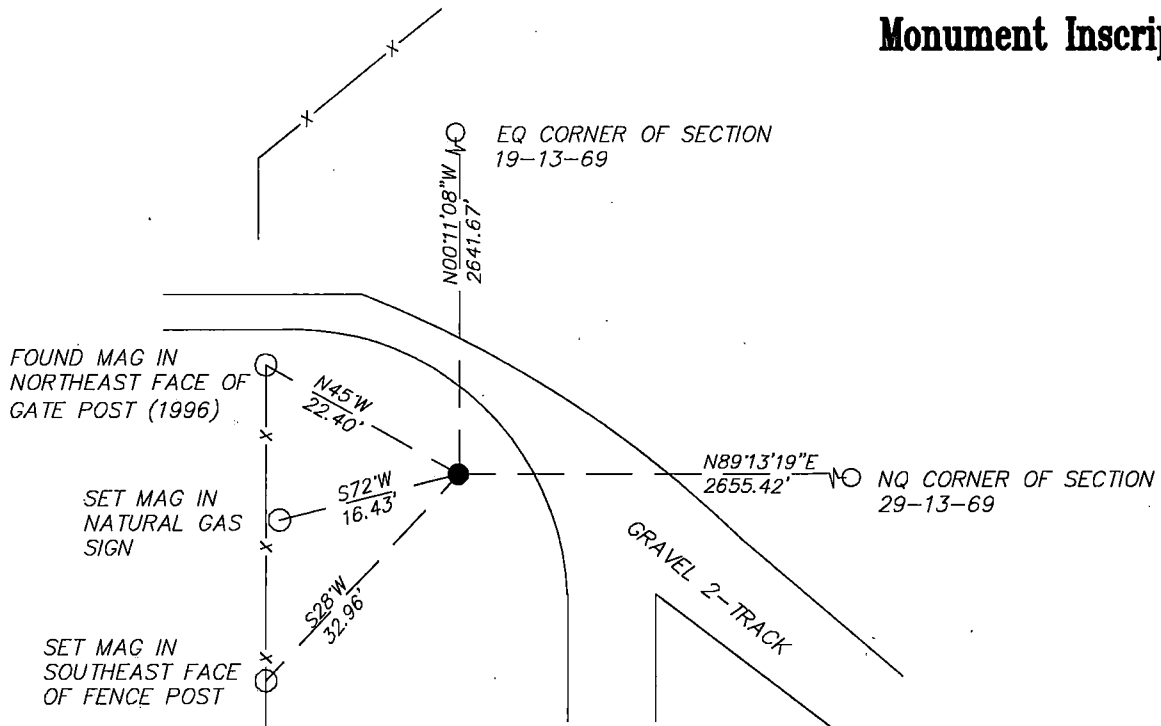 Monument Inscrip
EQ CORNER OF SECTION
19-13-69
N00°11'08"W
2641.67'
FOUND MAG IN
NORTHEAST FACE OF
GATE POST (1996)
N45°W
22.40'
SET MAG IN
NATURAL GAS
SIGN
S72°W
16.43'
N89°13'19"E
2655.42'
NQ CORNER OF SECTION
29-13-69
GRAVEL 2-TRACK
S28°W
32.96'
SET MAG IN
SOUTHEAST FACE
OF FENCE POST